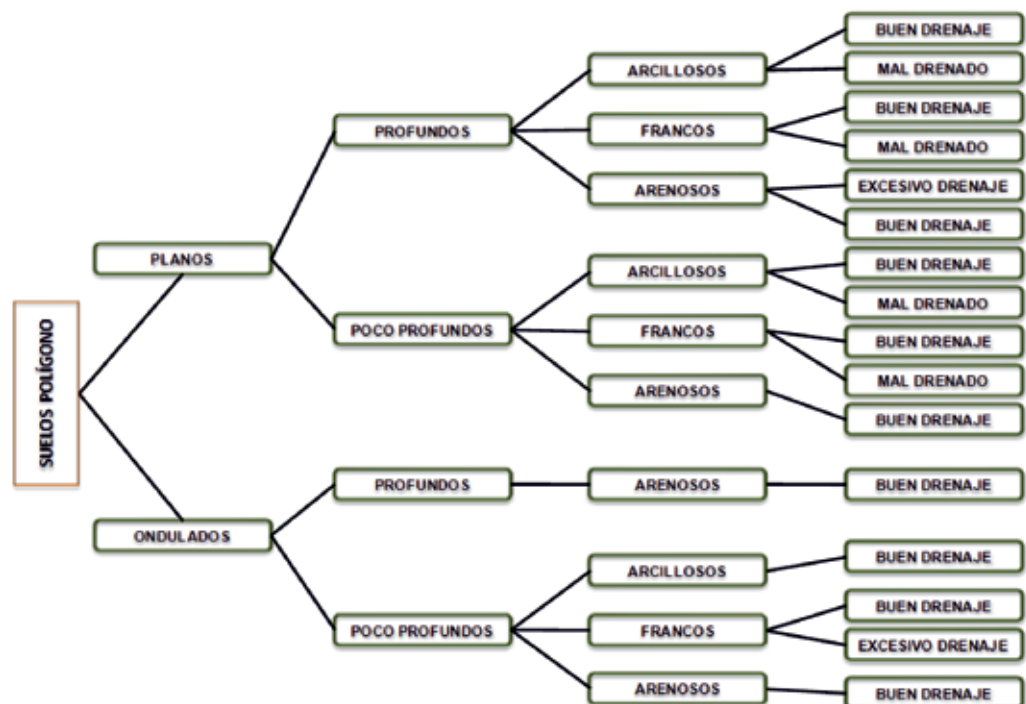 SUELOS POLÍGONO
PLANOS
PROFUNDOS
ARCILLOSOS
BUEN DRENAJE
MAL DRENADO
FRANCOS
BUEN DRENAJE
MAL DRENADO
ARENOSOS
EXCESIVO DRENAJE
BUEN DRENAJE
POCO PROFUNDOS
ARCILLOSOS
BUEN DRENAJE
MAL DRENADO
FRANCOS
BUEN DRENAJE
MAL DRENADO
ARENOSOS
BUEN DRENAJE
ONDULADOS
PROFUNDOS
ARENOSOS
BUEN DRENAJE
POCO PROFUNDOS
ARCILLOSOS
BUEN DRENAJE
FRANCOS
BUEN DRENAJE
EXCESIVO DRENAJE
ARENOSOS
BUEN DRENAJE